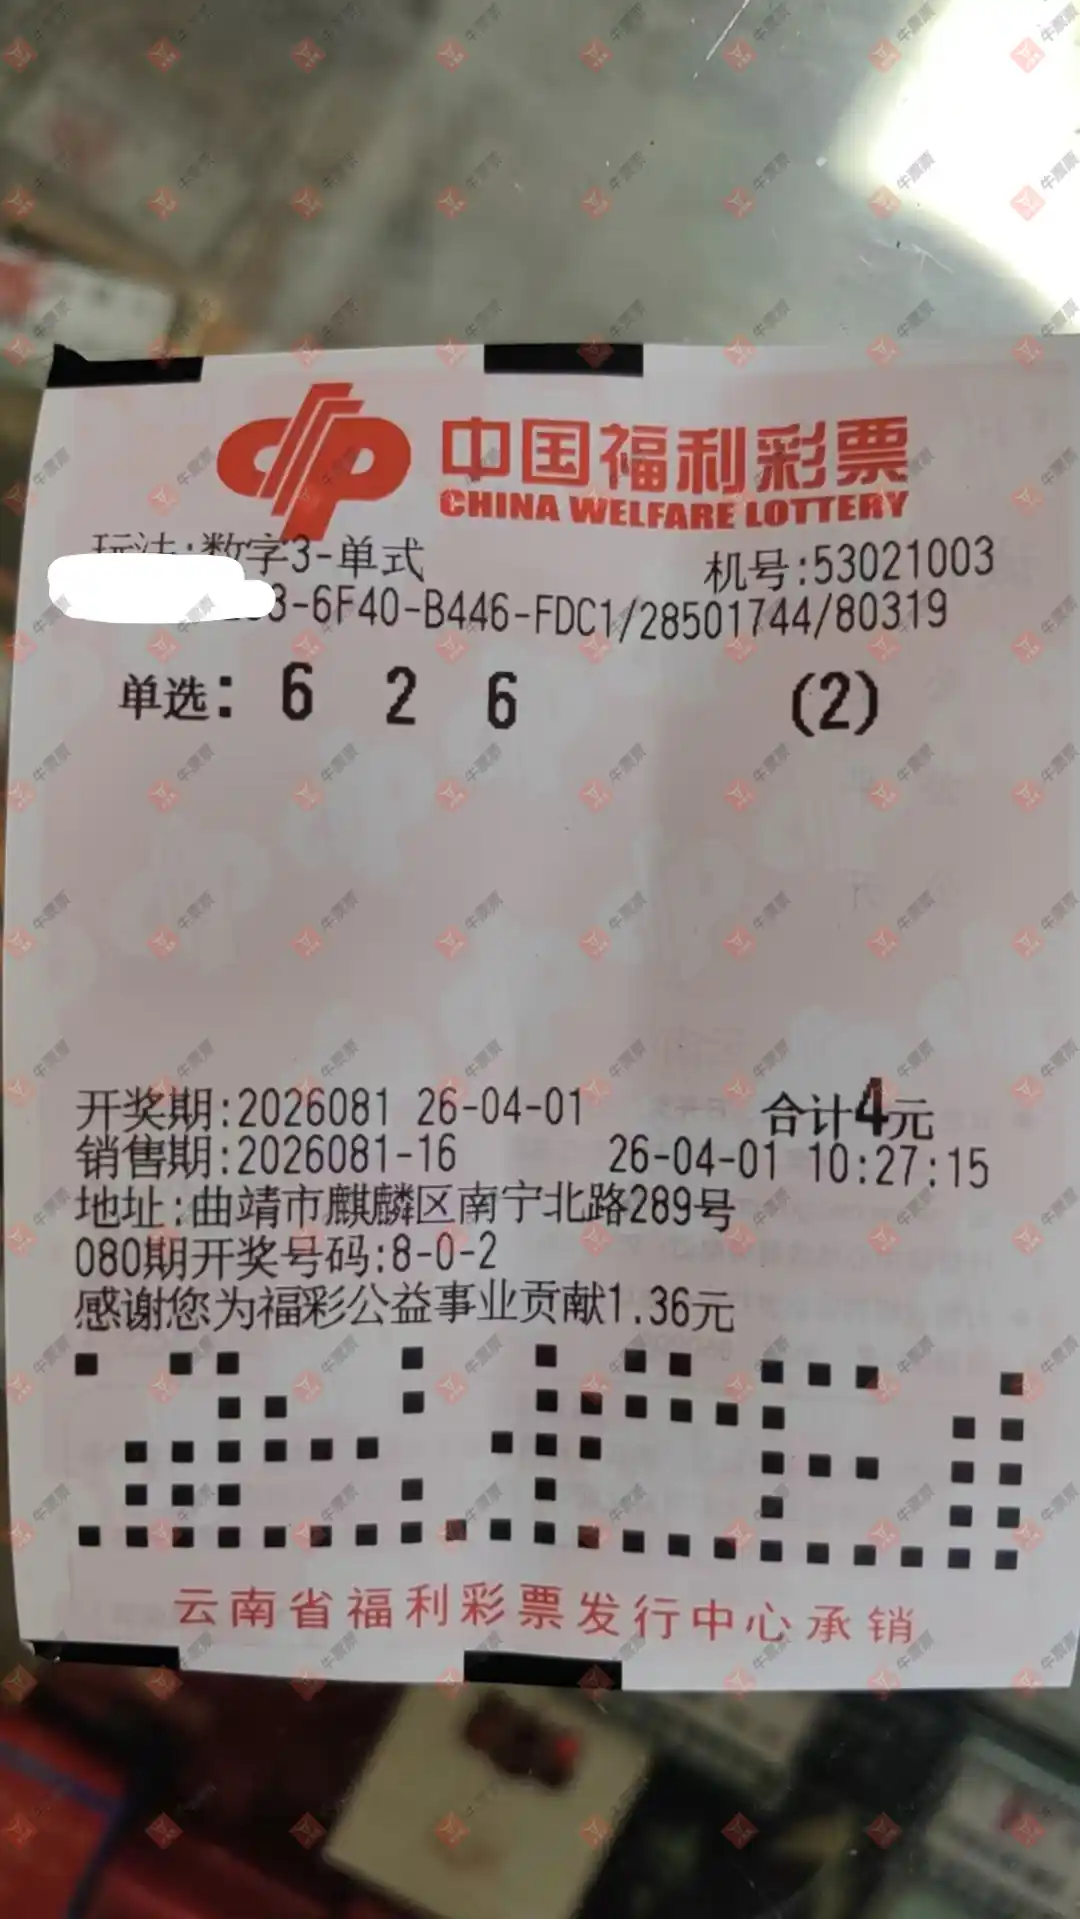 中国福利彩票
CHINA WELFARE LOTTERY
玩法:数字3-单式
机号:53021003
3-6F40-B446-FDC1/28501744/80319
单选: 6 2 6 (2)
开奖期:2026081 26-04-01 合计4元
销售期:2026081-16 26-04-01 10:27:15
地址:曲靖市麒麟区南宁北路289号
080期开奖号码:8-0-2
感谢您为福彩公益事业贡献1.36元
云南省福利彩票发行中心承销
牛票票